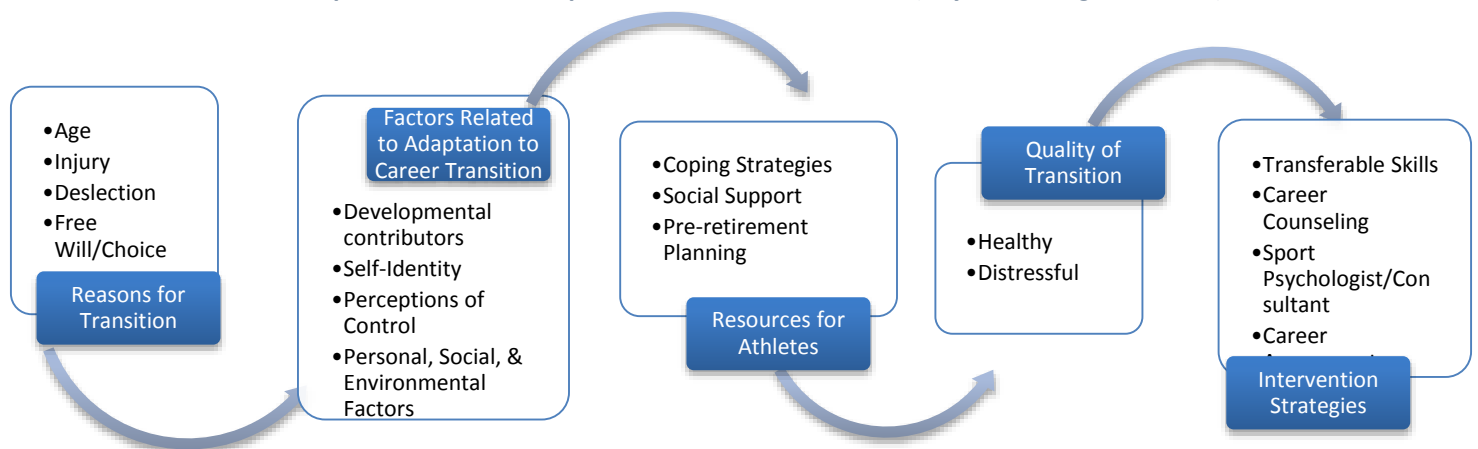 •Age
•Injury
•Deslection
•Free
Will/Choice
Reasons for
Transition
Factors Related
to Adaptation to
Career Transition
•Developmental
contributors
•Self-Identity
•Perceptions of
Control
•Personal, Social, &
Environmental
Factors
•Coping Strategies
•Social Support
•Pre-retirement
Planning
Resources for
Athletes
Quality of
Transition
•Healthy
•Distressful
•Transferable Skills
•Career
Counseling
•Sport
Psychologist/Con
sultant
•Career
Intervention
Strategies